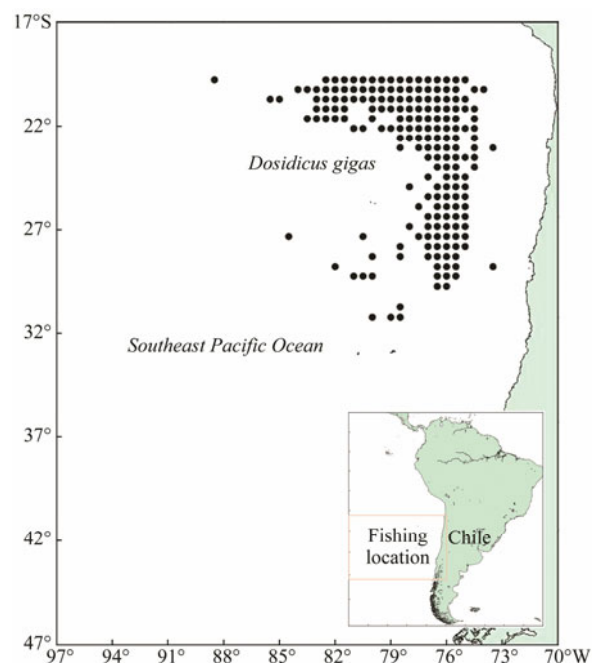 17°S
22°
Dosidicus gigas
27°
32°
Southeast Pacific Ocean
37°
42°
Fishing
location
Chile
47°
97° 94° 91° 88° 85° 82° 79° 76° 73° 70°W